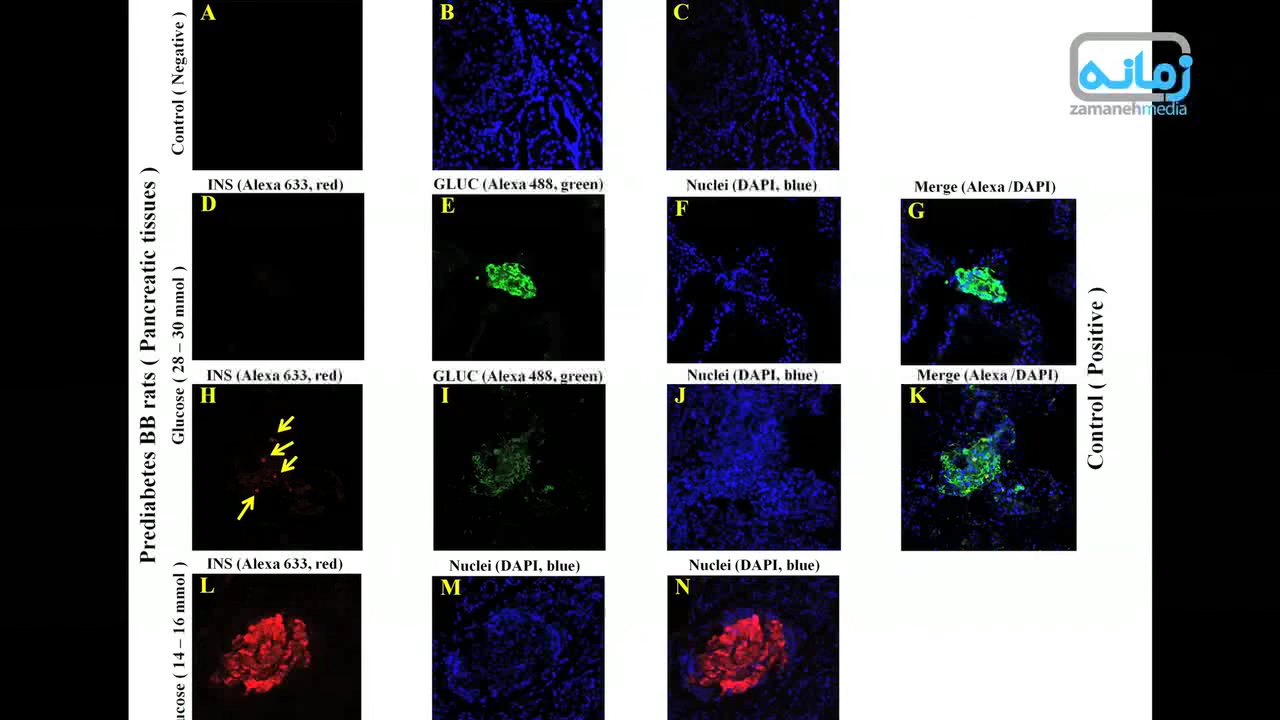 A
B
C
زمانه
zamanehmedia
Control ( Negative )
INS (Alexa 633, red)
GLUC (Alexa 488, green)
Nuclei (DAPI, blue)
Merge (Alexa /DAPI)
D
E
F
G
Prediabetes BB rats ( Pancreatic tissues )
Glucose ( 28 – 30 mmol )
Control ( Positive )
INS (Alexa 633, red)
GLUC (Alexa 488, green)
Nuclei (DAPI, blue)
Merge (Alexa /DAPI)
H
I
J
K
INS (Alexa 633, red)
Nuclei (DAPI, blue)
Nuclei (DAPI, blue)
L
M
N
ucose ( 14 – 16 mmol )